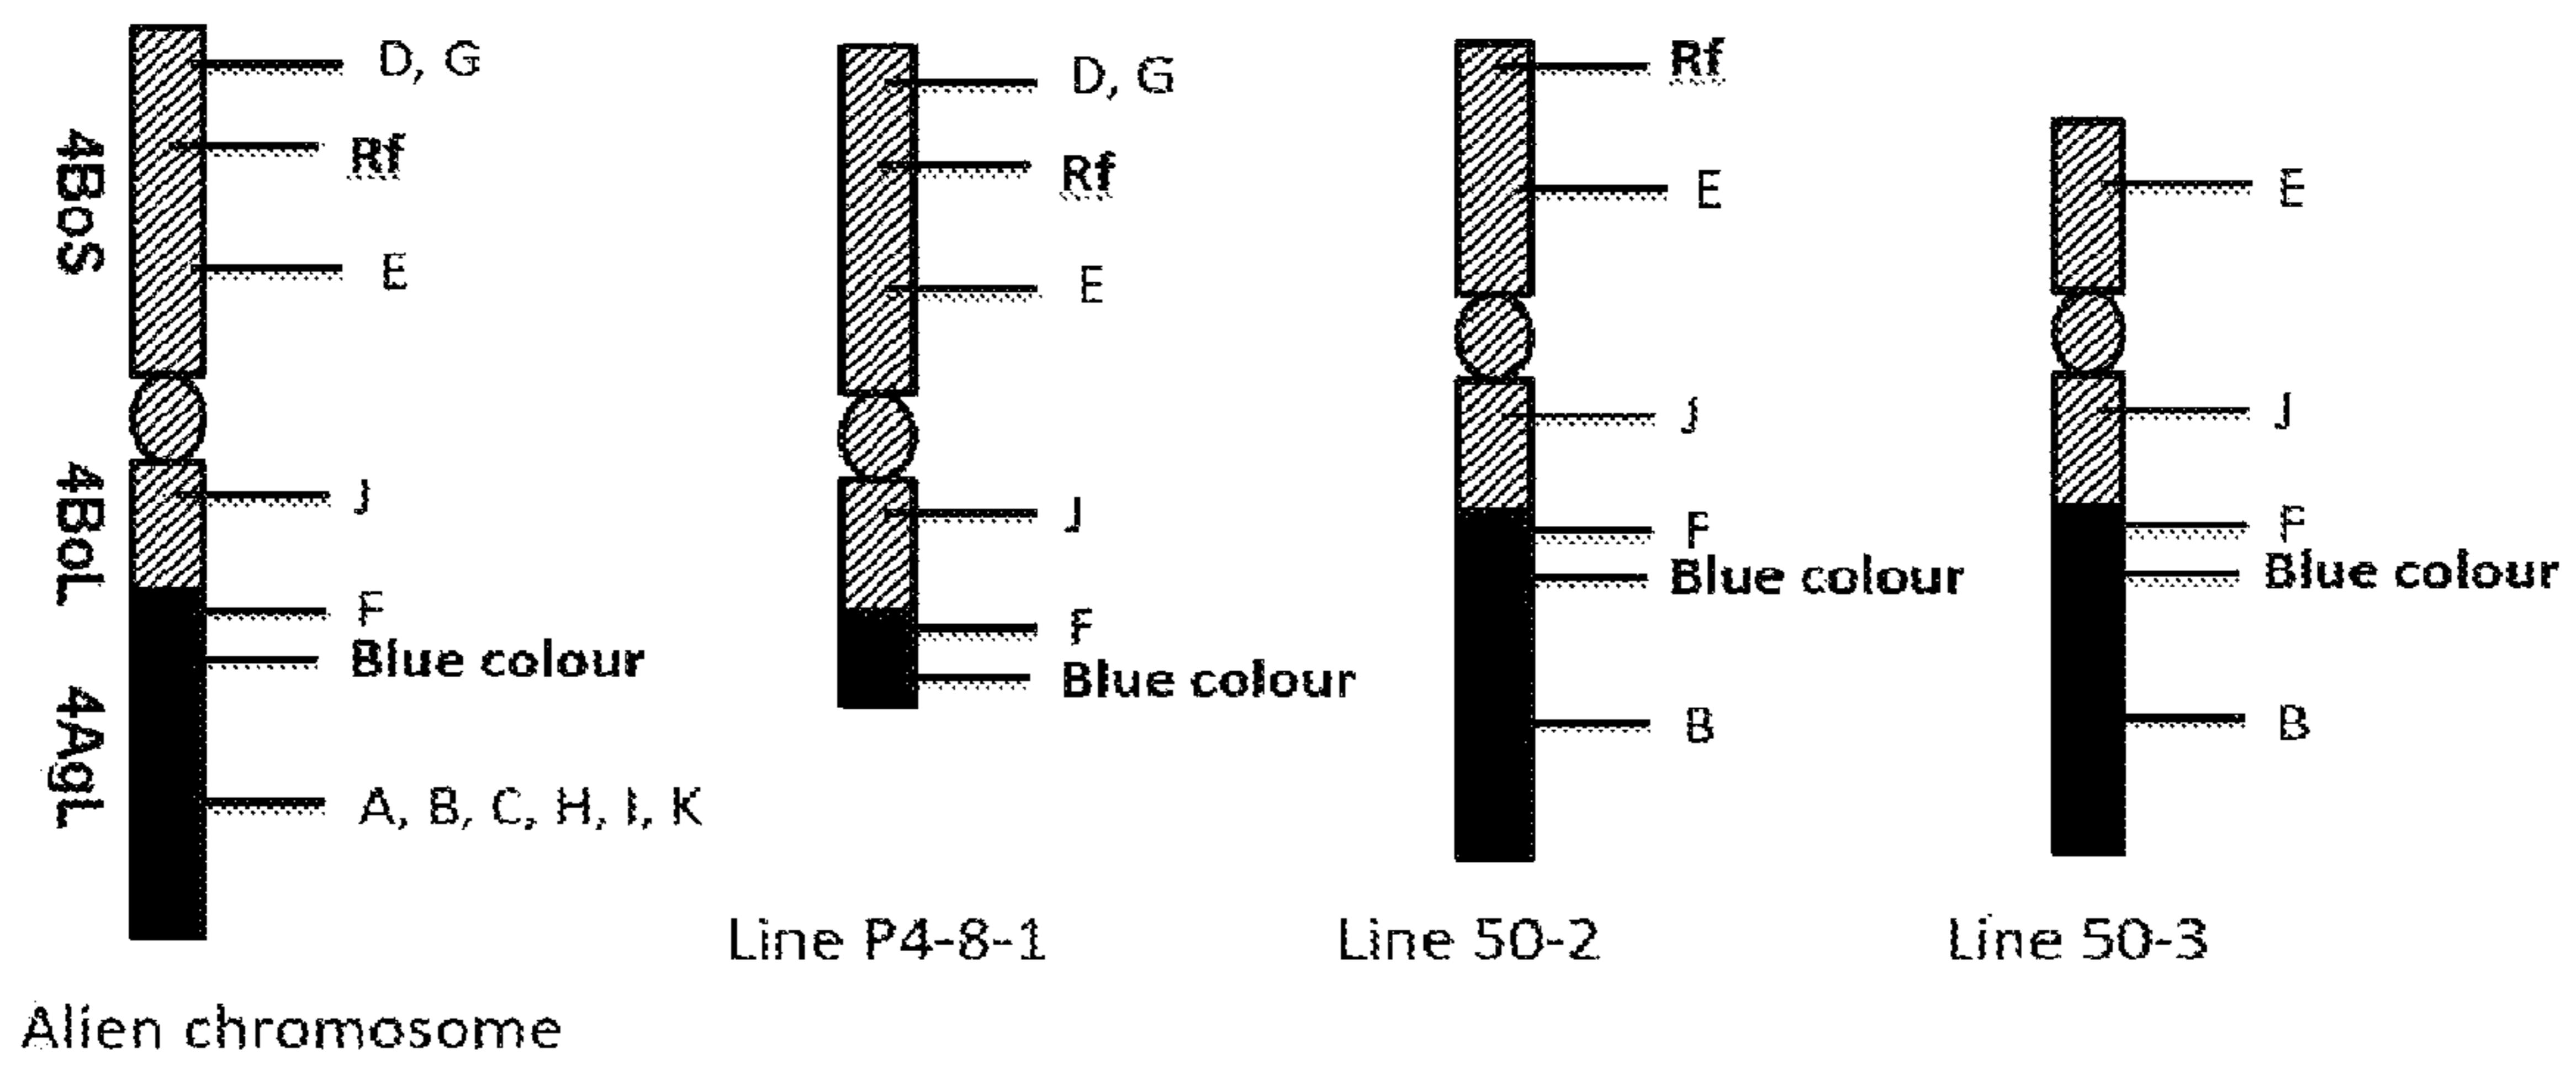 4BoS
4BoL
4AgL
D, G
Rf
E
J
F
Blue colour
A, B, C, H, I, K
Alien chromosome
D, G
Rf
E
J
F
Blue colour
Line P4-8-1
Rf
E
J
F
Blue colour
B
Line 50-2
E
J
F
Blue colour
B
Line 50-3